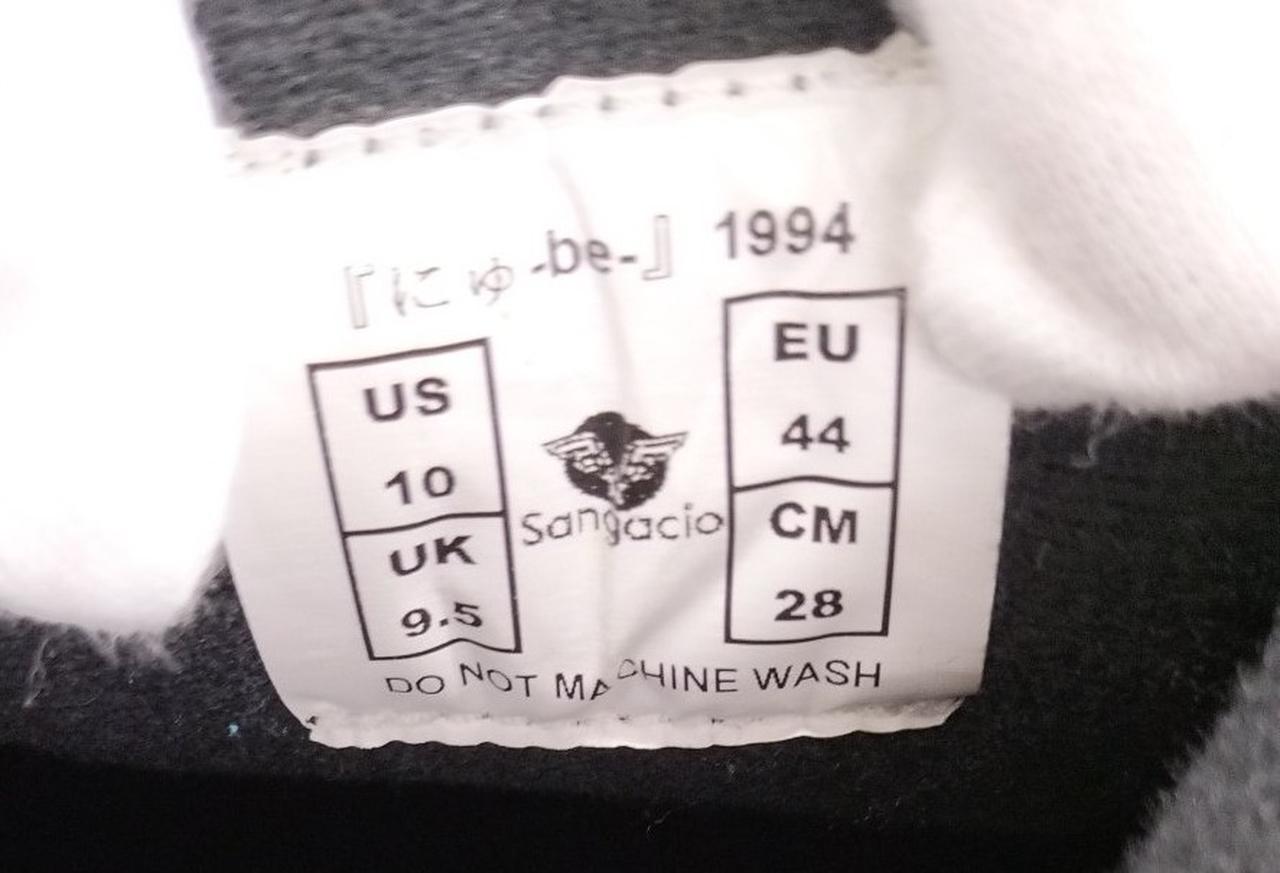 『にゅ-be-』 1994
US
10
UK
9.5
Sangacio
EU
44
CM
28
DO NOT MACHINE WASH